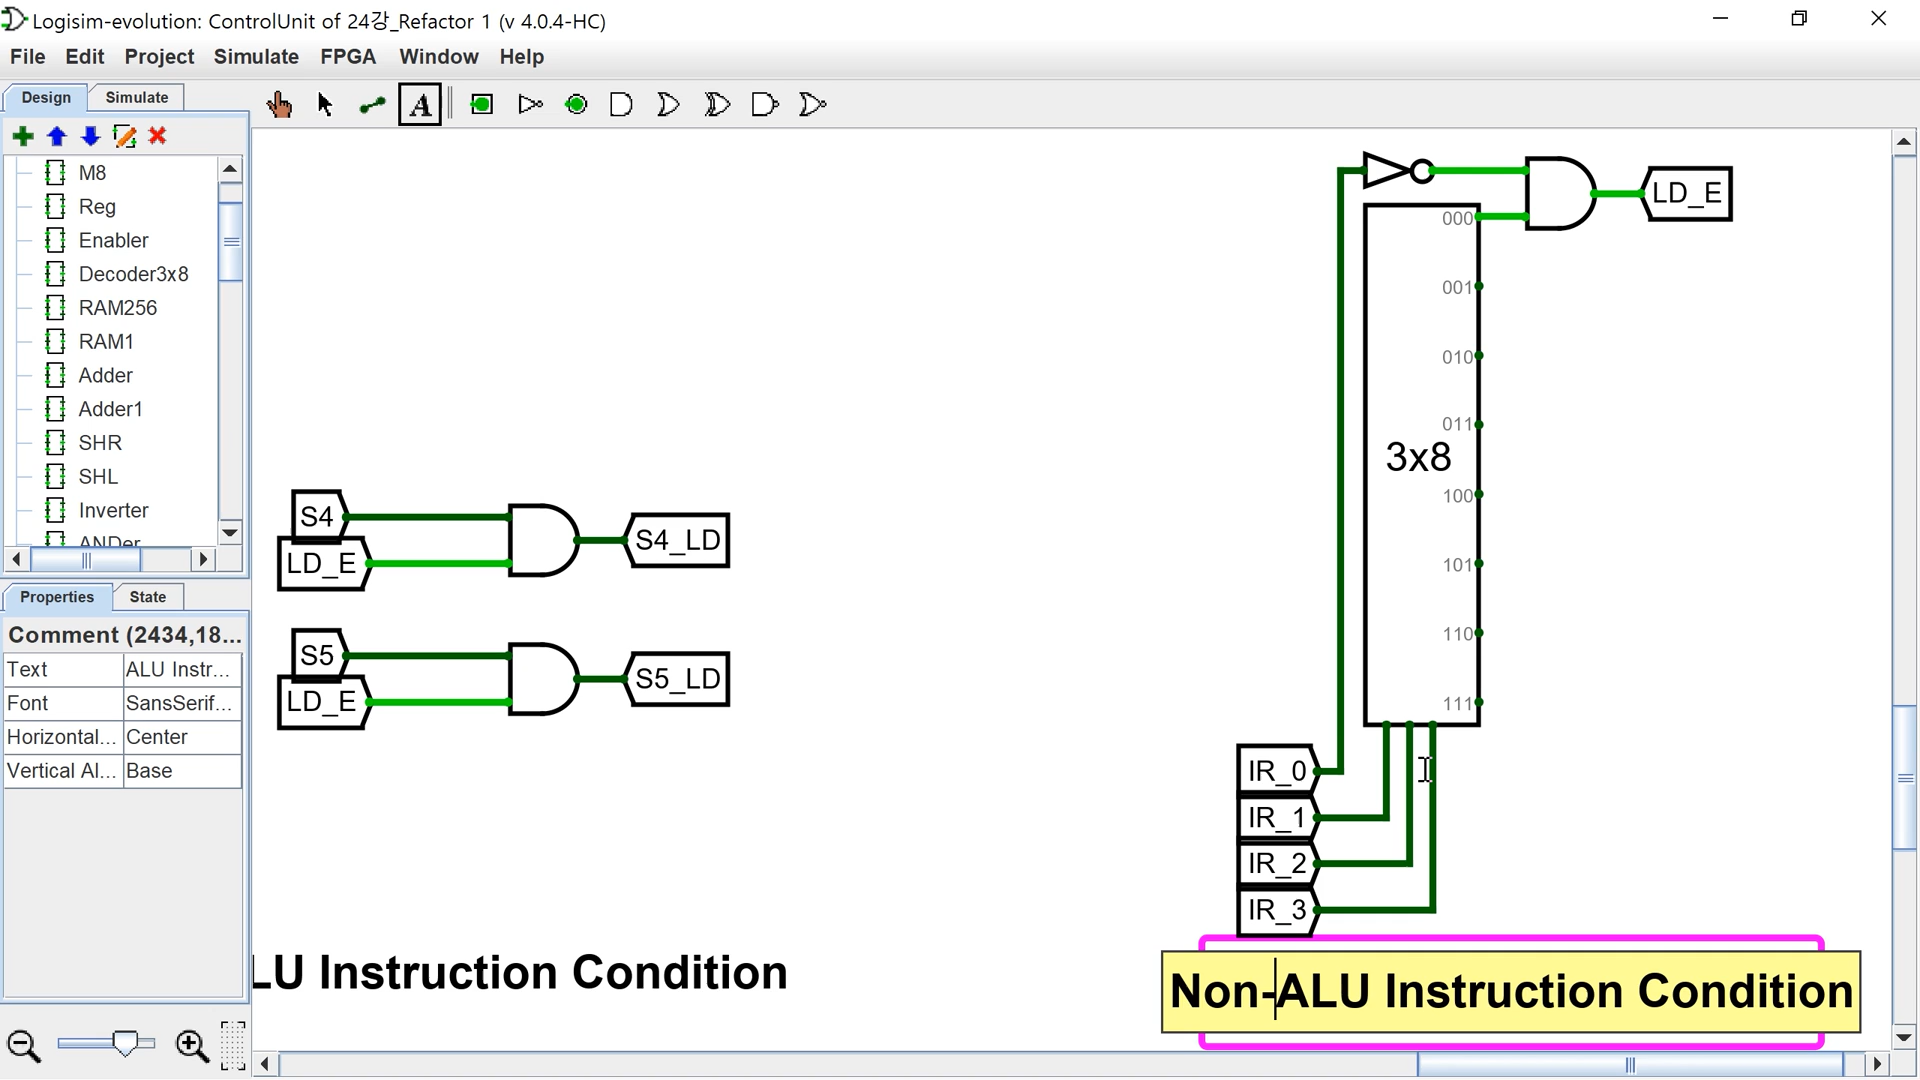 Logisim-evolution: ControlUnit of 24강_Refactor 1 (v 4.0.4-HC)
File Edit Project Simulate FPGA Window Help
Design Simulate
M8
Reg
Enabler
Decoder3x8
RAM256
RAM1
Adder
Adder1
SHR
SHL
Inverter
ANDer
Properties State
Comment (2434,18...
Text ALU Instr...
Font SansSerif...
Horizontal... Center
Vertical Al... Base
A
S4
LD_E
S4_LD
S5
LD_E
S5_LD
LU Instruction Condition
LD_E
000
001
010
011
3x8
100
101
110
111
IR_0
IR_1
IR_2
IR_3
Non-ALU Instruction Condition